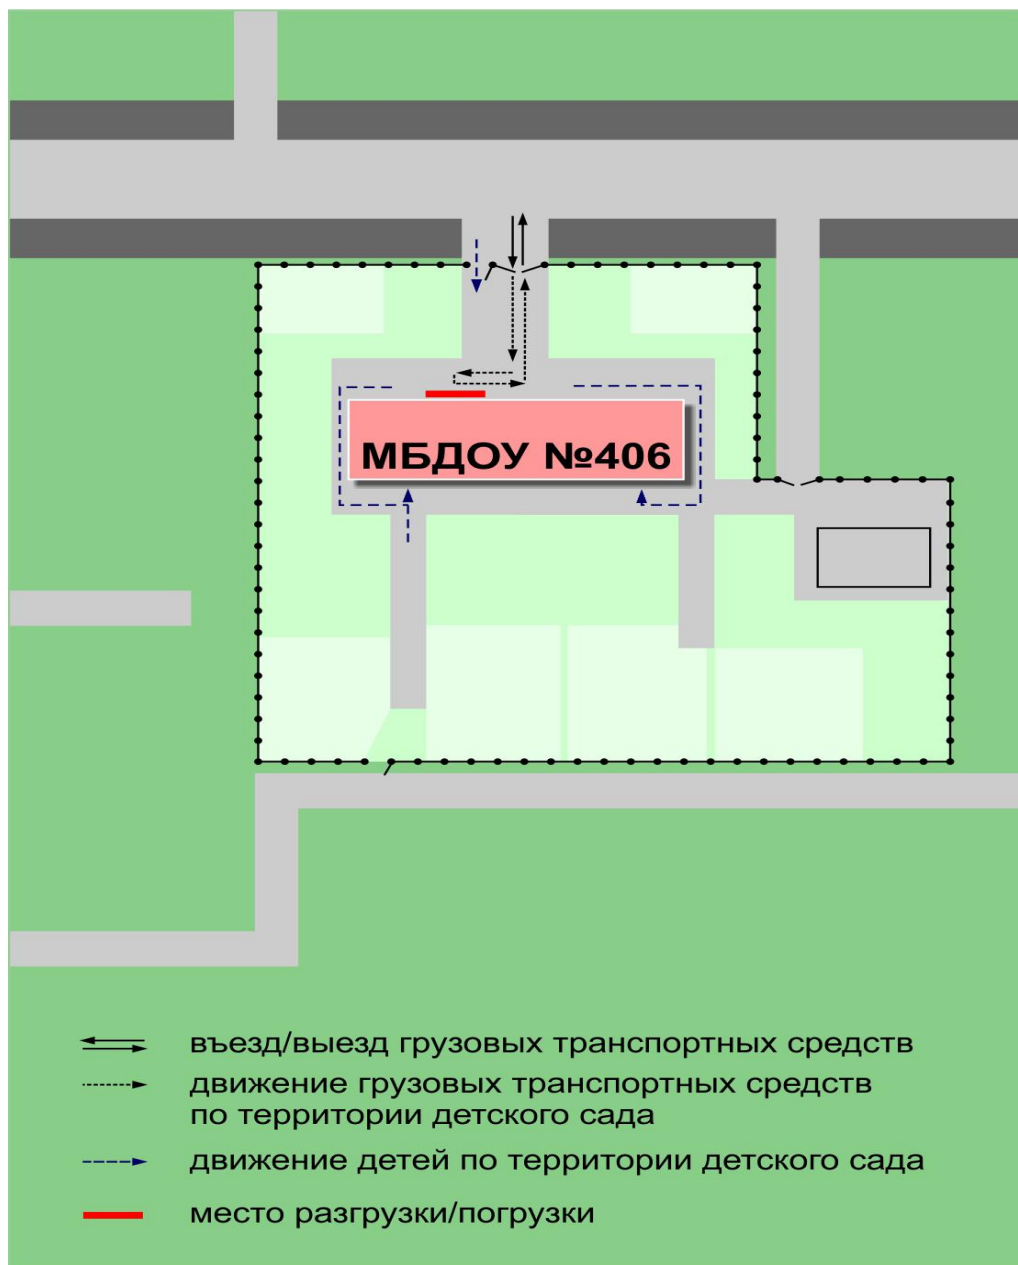 МБДОУ №406
въезд/выезд грузовых транспортных средств
движение грузовых транспортных средств
по территории детского сада
движение детей по территории детского сада
место разгрузки/погрузки